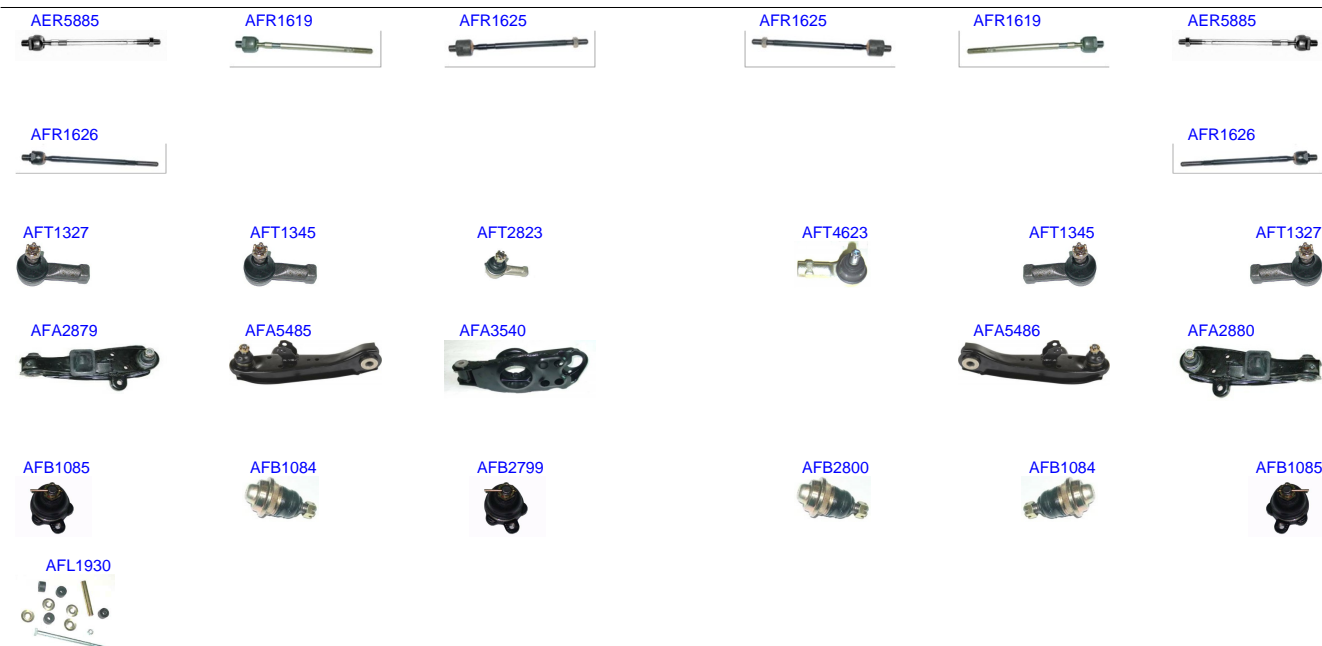 AER5885 AFR1619 AFR1625 AFR1625 AFR1619 AER5885
AFR1626 AFR1626
AFT1327 AFT1345 AFT2823 AFT4623 AFT1345 AFT1327
AFA2879 AFA5485 AFA3540 AFA5486 AFA2880
AFB1085 AFB1084 AFB2799 AFB2800 AFB1084 AFB1085
AFL1930